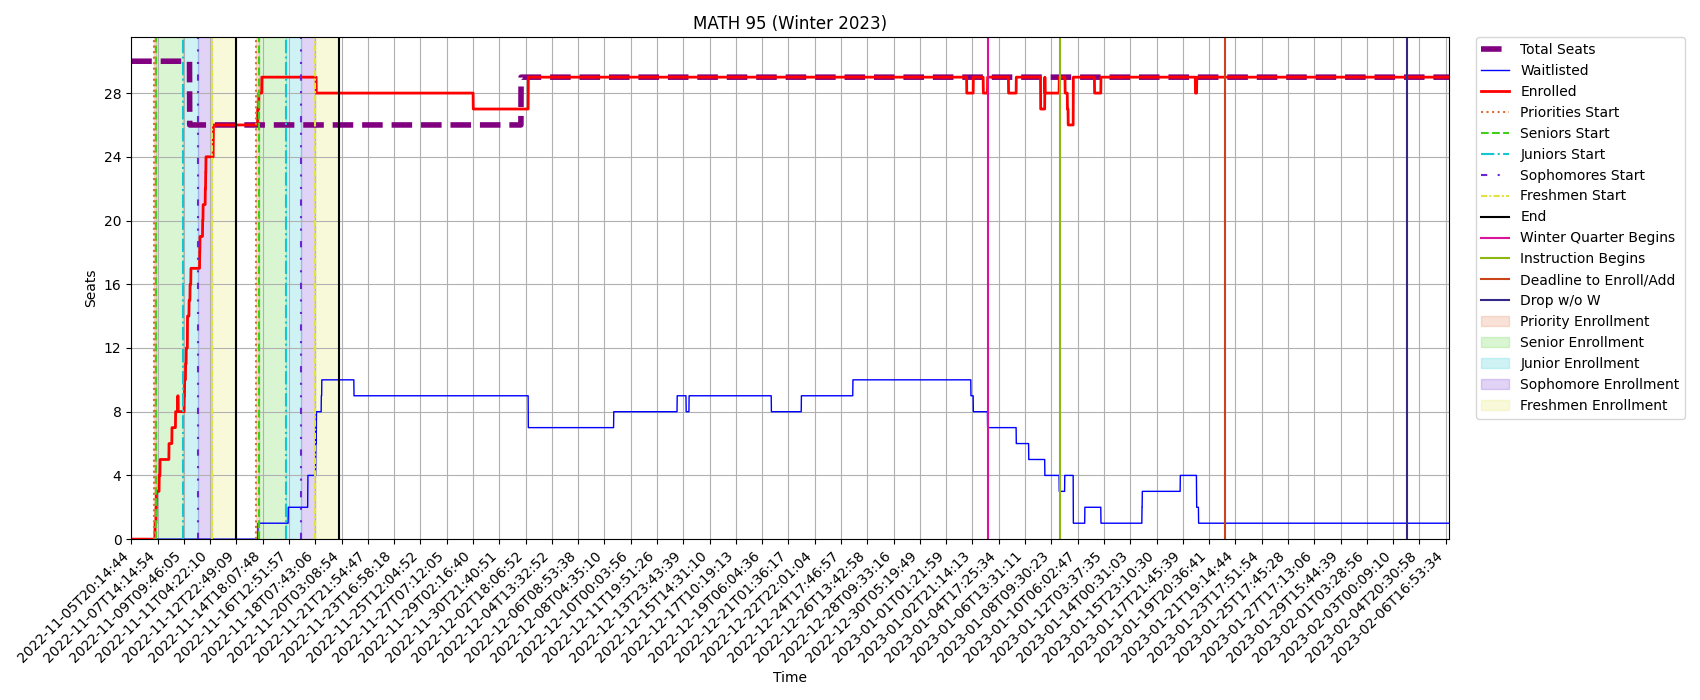 MATH 95 (Winter 2023)
Seats
28
24
20
16
12
8
4
0
2022-11-05T20:14:44
2022-11-07T14:14:54
2022-11-09T09:46:05
2022-11-11T04:22:10
2022-11-12T22:49:09
2022-11-14T18:07:48
2022-11-16T12:51:57
2022-11-18T07:43:06
2022-11-20T03:08:54
2022-11-21T21:54:47
2022-11-23T16:58:18
2022-11-25T12:04:52
2022-11-27T07:12:05
2022-11-29T02:16:40
2022-11-30T21:40:51
2022-12-02T18:06:52
2022-12-04T13:32:52
2022-12-06T08:53:38
2022-12-08T04:35:10
2022-12-10T00:03:56
2022-12-11T19:51:26
2022-12-13T23:43:39
2022-12-15T14:31:10
2022-12-17T10:19:13
2022-12-19T06:04:36
2022-12-21T01:36:17
2022-12-22T22:01:04
2022-12-24T17:46:57
2022-12-26T13:42:58
2022-12-28T09:33:16
2022-12-30T05:19:49
2023-01-01T01:21:59
2023-01-02T21:14:13
2023-01-04T17:25:34
2023-01-06T13:31:11
2023-01-08T09:30:23
2023-01-10T06:02:47
2023-01-12T03:37:35
2023-01-14T00:31:03
2023-01-15T23:10:30
2023-01-17T21:45:39
2023-01-19T20:36:41
2023-01-21T19:14:44
2023-01-23T17:51:54
2023-01-25T17:45:28
2023-01-27T17:13:06
2023-01-29T15:44:39
2023-02-01T03:28:56
2023-02-03T00:09:10
2023-02-04T20:30:58
2023-02-06T16:53:34
Time
Total Seats
Waitlisted
Enrolled
Priorities Start
Seniors Start
Juniors Start
Sophomores Start
Freshmen Start
End
Winter Quarter Begins
Instruction Begins
Deadline to Enroll/Add
Drop w/o W
Priority Enrollment
Senior Enrollment
Junior Enrollment
Sophomore Enrollment
Freshmen Enrollment